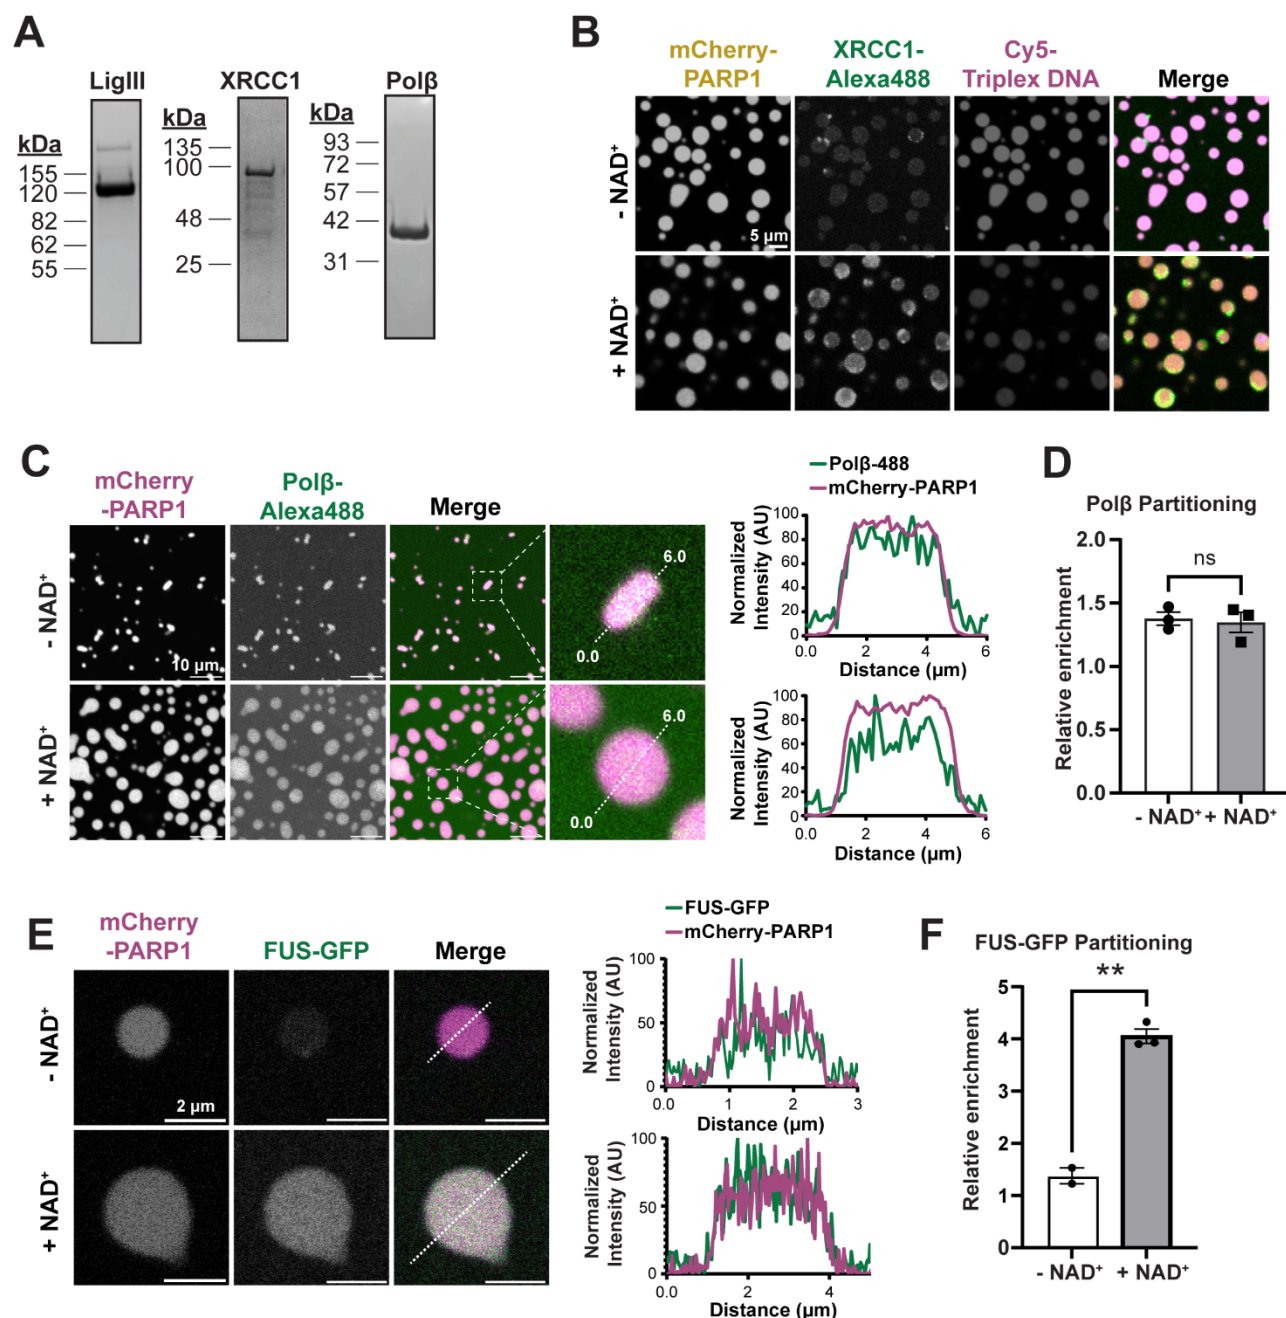 A
LigIII
kDa
155
120
82
62
55
XRCC1
kDa
135
100
48
25
Polβ
kDa
93
72
57
42
31
B
mCherry-
PARP1
XRCC1-
Alexa488
Cy5-
Triplex DNA
Merge
- NAD⁺
5 µm
+ NAD⁺
C
mCherry
-PARP1
Polβ-
Alexa488
Merge
- NAD⁺
10 µm
6.0
0.0
+ NAD⁺
6.0
0.0
Polβ-488
mCherry-PARP1
Normalized
Intensity (AU)
100
80
60
40
20
0
0.0
2
4
6
Distance (µm)
Normalized
Intensity (AU)
100
80
60
40
20
0
0.0
2
4
6
Distance (µm)
D
Polβ Partitioning
Relative enrichment
2.0
1.5
1.0
0.5
0.0
ns
- NAD⁺
+ NAD⁺
E
mCherry
-PARP1
FUS-GFP
Merge
- NAD⁺
2 µm
+ NAD⁺
FUS-GFP
mCherry-PARP1
Normalized
Intensity (AU)
100
50
0
0.0
1
2
3
Distance (µm)
Normalized
Intensity (AU)
100
50
0
0.0
2
4
Distance (µm)
F
FUS-GFP Partitioning
Relative enrichment
5
4
3
2
1
0
**
- NAD⁺
+ NAD⁺